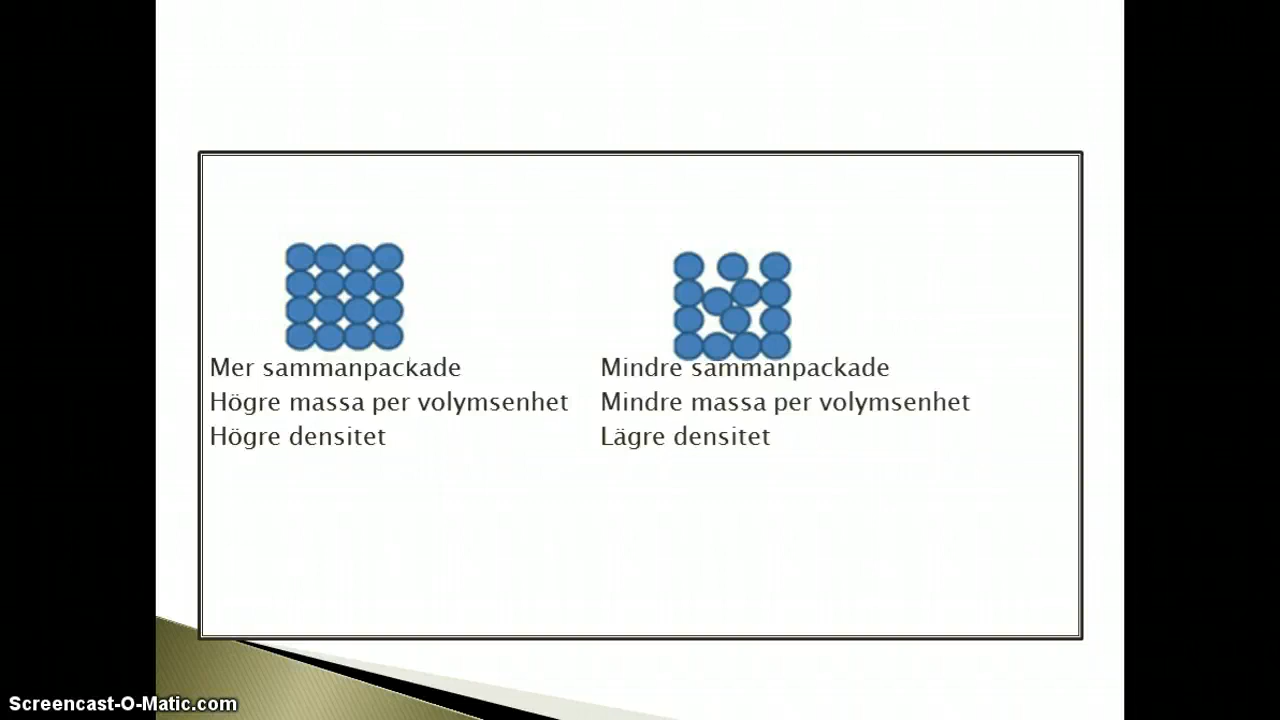 Mer sammanpackade
Högre massa per volymsenhet
Högre densitet
Mindre sammanpackade
Mindre massa per volymsenhet
Lägre densitet
Screencast-O-Matic.com